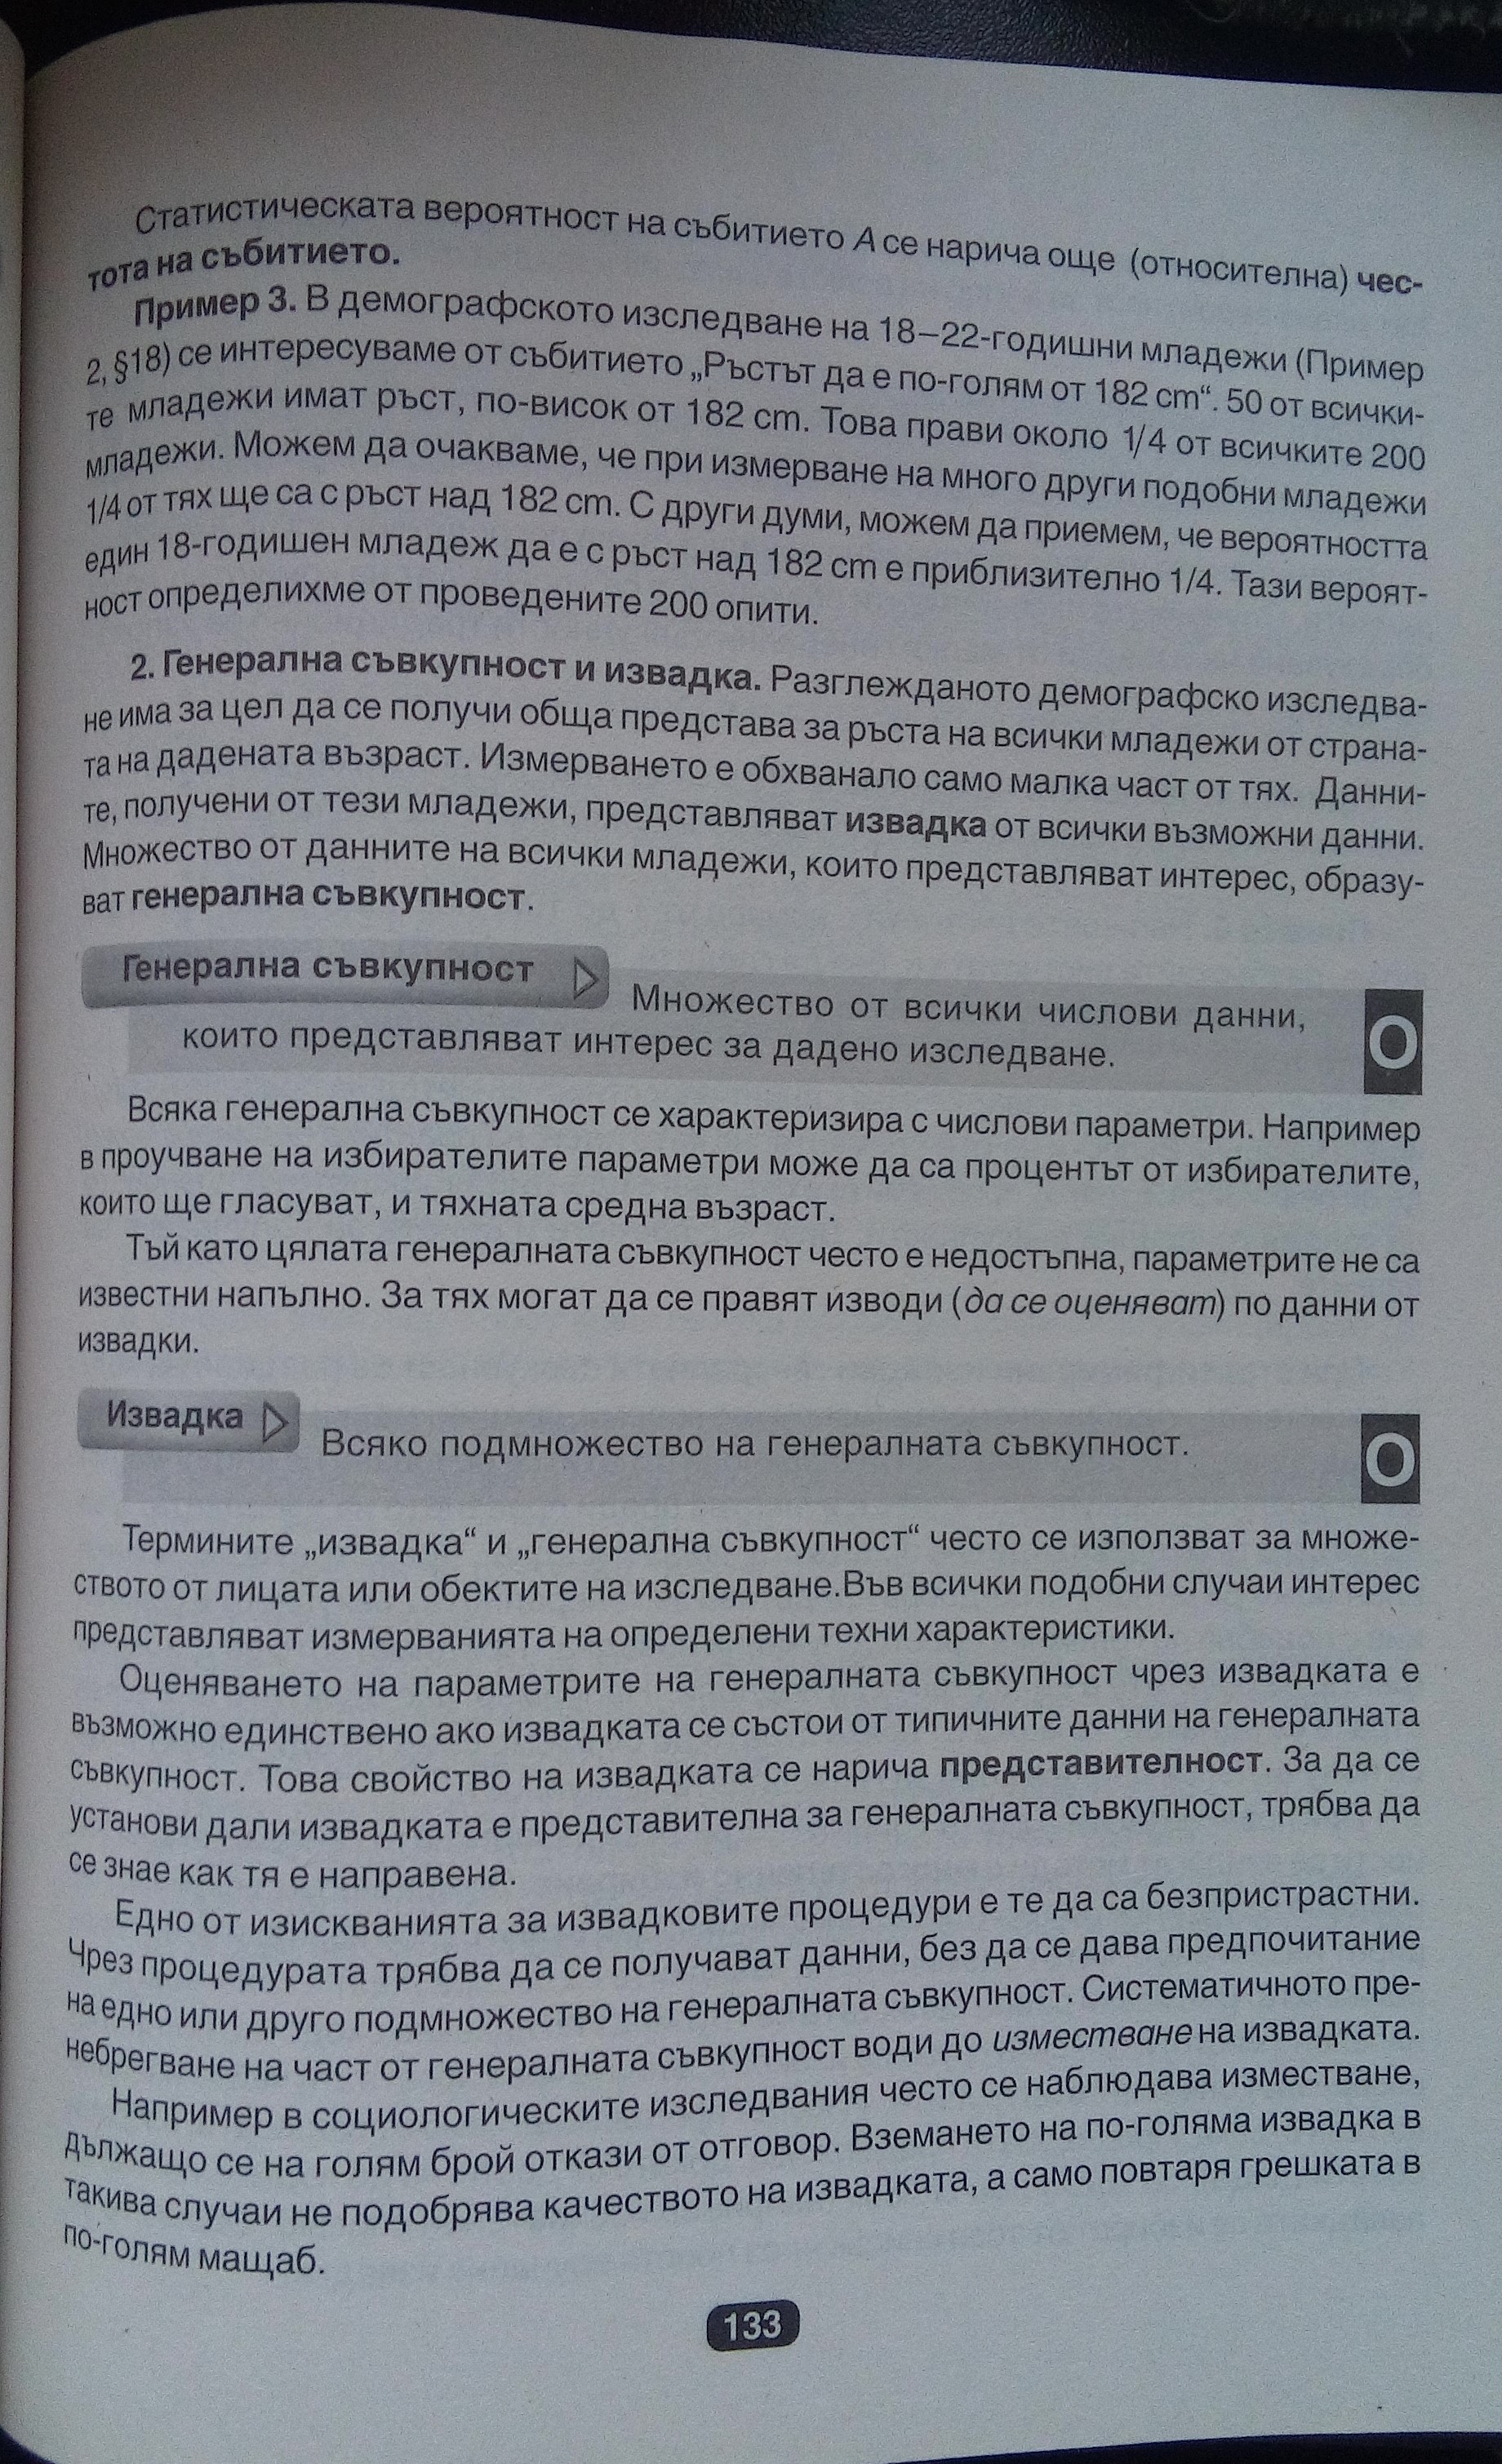 Статистическата вероятност на събитието А се нарича още (относителна) чес-
тота на събитието.
Пример 3. В демографското изследване на 18–22-годишни младежи (Пример
2, §18) се интересуваме от събитието „Ръстът да е по-голям от 182 cm“. 50 от всички-
те младежи имат ръст, по-висок от 182 cm. Това прави около 1/4 от всичките 200
младежи. Можем да очакваме, че при измерване на много други подобни младежи
1/4 от тях ще са с ръст над 182 cm. С други думи, можем да приемем, че вероятността
един 18-годишен младеж да е с ръст над 182 cm е приблизително 1/4. Тази вероят-
ност определихме от проведените 200 опити.
2. Генерална съвкупност и извадка. Разглежданото демографско изследва-
не има за цел да се получи обща представа за ръста на всички младежи от страна-
та на дадената възраст. Измерването е обхванало само малка част от тях. Данни-
те, получени от тези младежи, представляват извадка от всички възможни данни.
Множество от данните на всички младежи, които представляват интерес, образу-
ват генерална съвкупност.
Генерална съвкупност
Множество от всички числови данни,
които представляват интерес за дадено изследване.
О
Всяка генерална съвкупност се характеризира с числови параметри. Например
в проучване на избирателите параметри може да са процентът от избирателите,
които ще гласуват, и тяхната средна възраст.
Тъй като цялата генералната съвкупност често е недостъпна, параметрите не са
известни напълно. За тях могат да се правят изводи (да се оценяват) по данни от
извадки.
Извадка
Всяко подмножество на генералната съвкупност.
О
Термините „извадка“ и „генерална съвкупност“ често се използват за множе-
ството от лицата или обектите на изследване.Във всички подобни случаи интерес
представляват измерванията на определени техни характеристики.
Оценяването на параметрите на генералната съвкупност чрез извадката е
възможно единствено ако извадката се състои от типичните данни на генералната
съвкупност. Това свойство на извадката се нарича представителност. За да се
установи дали извадката е представителна за генералната съвкупност, трябва да
се знае как тя е направена.
Едно от изискванията за извадковите процедури е те да са безпристрастни.
Чрез процедурата трябва да се получават данни, без да се дава предпочитание
на едно или друго подмножество на генералната съвкупност. Систематичното пре-
небрегване на част от генералната съвкупност води до изместване на извадката.
Например в социологическите изследвания често се наблюдава изместване,
дължащо се на голям брой откази от отговор. Вземането на по-голяма извадка в
такива случаи не подобрява качеството на извадката, а само повтаря грешката в
по-голям мащаб.
133